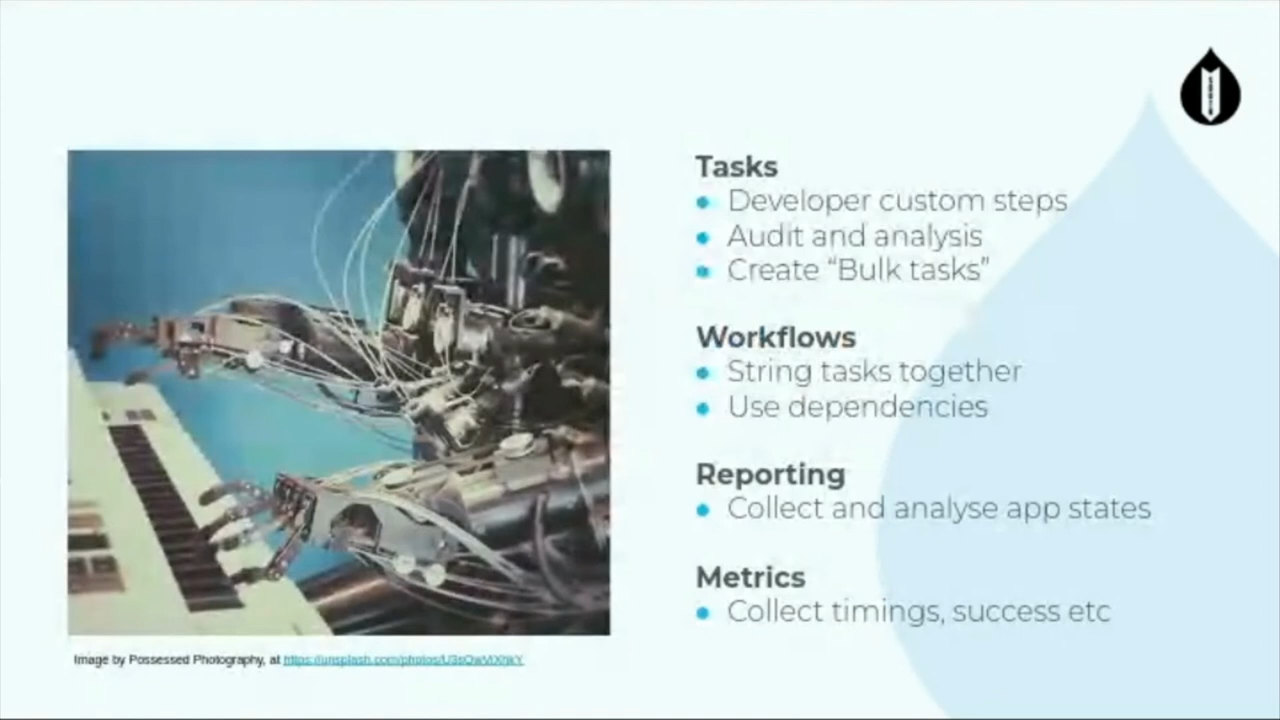 Tasks
Developer custom steps
Audit and analysis
Create “Bulk tasks”
Workflows
String tasks together
Use dependencies
Reporting
Collect and analyse app states
Metrics
Collect timings, success etc
Image by Possessed Photography, at